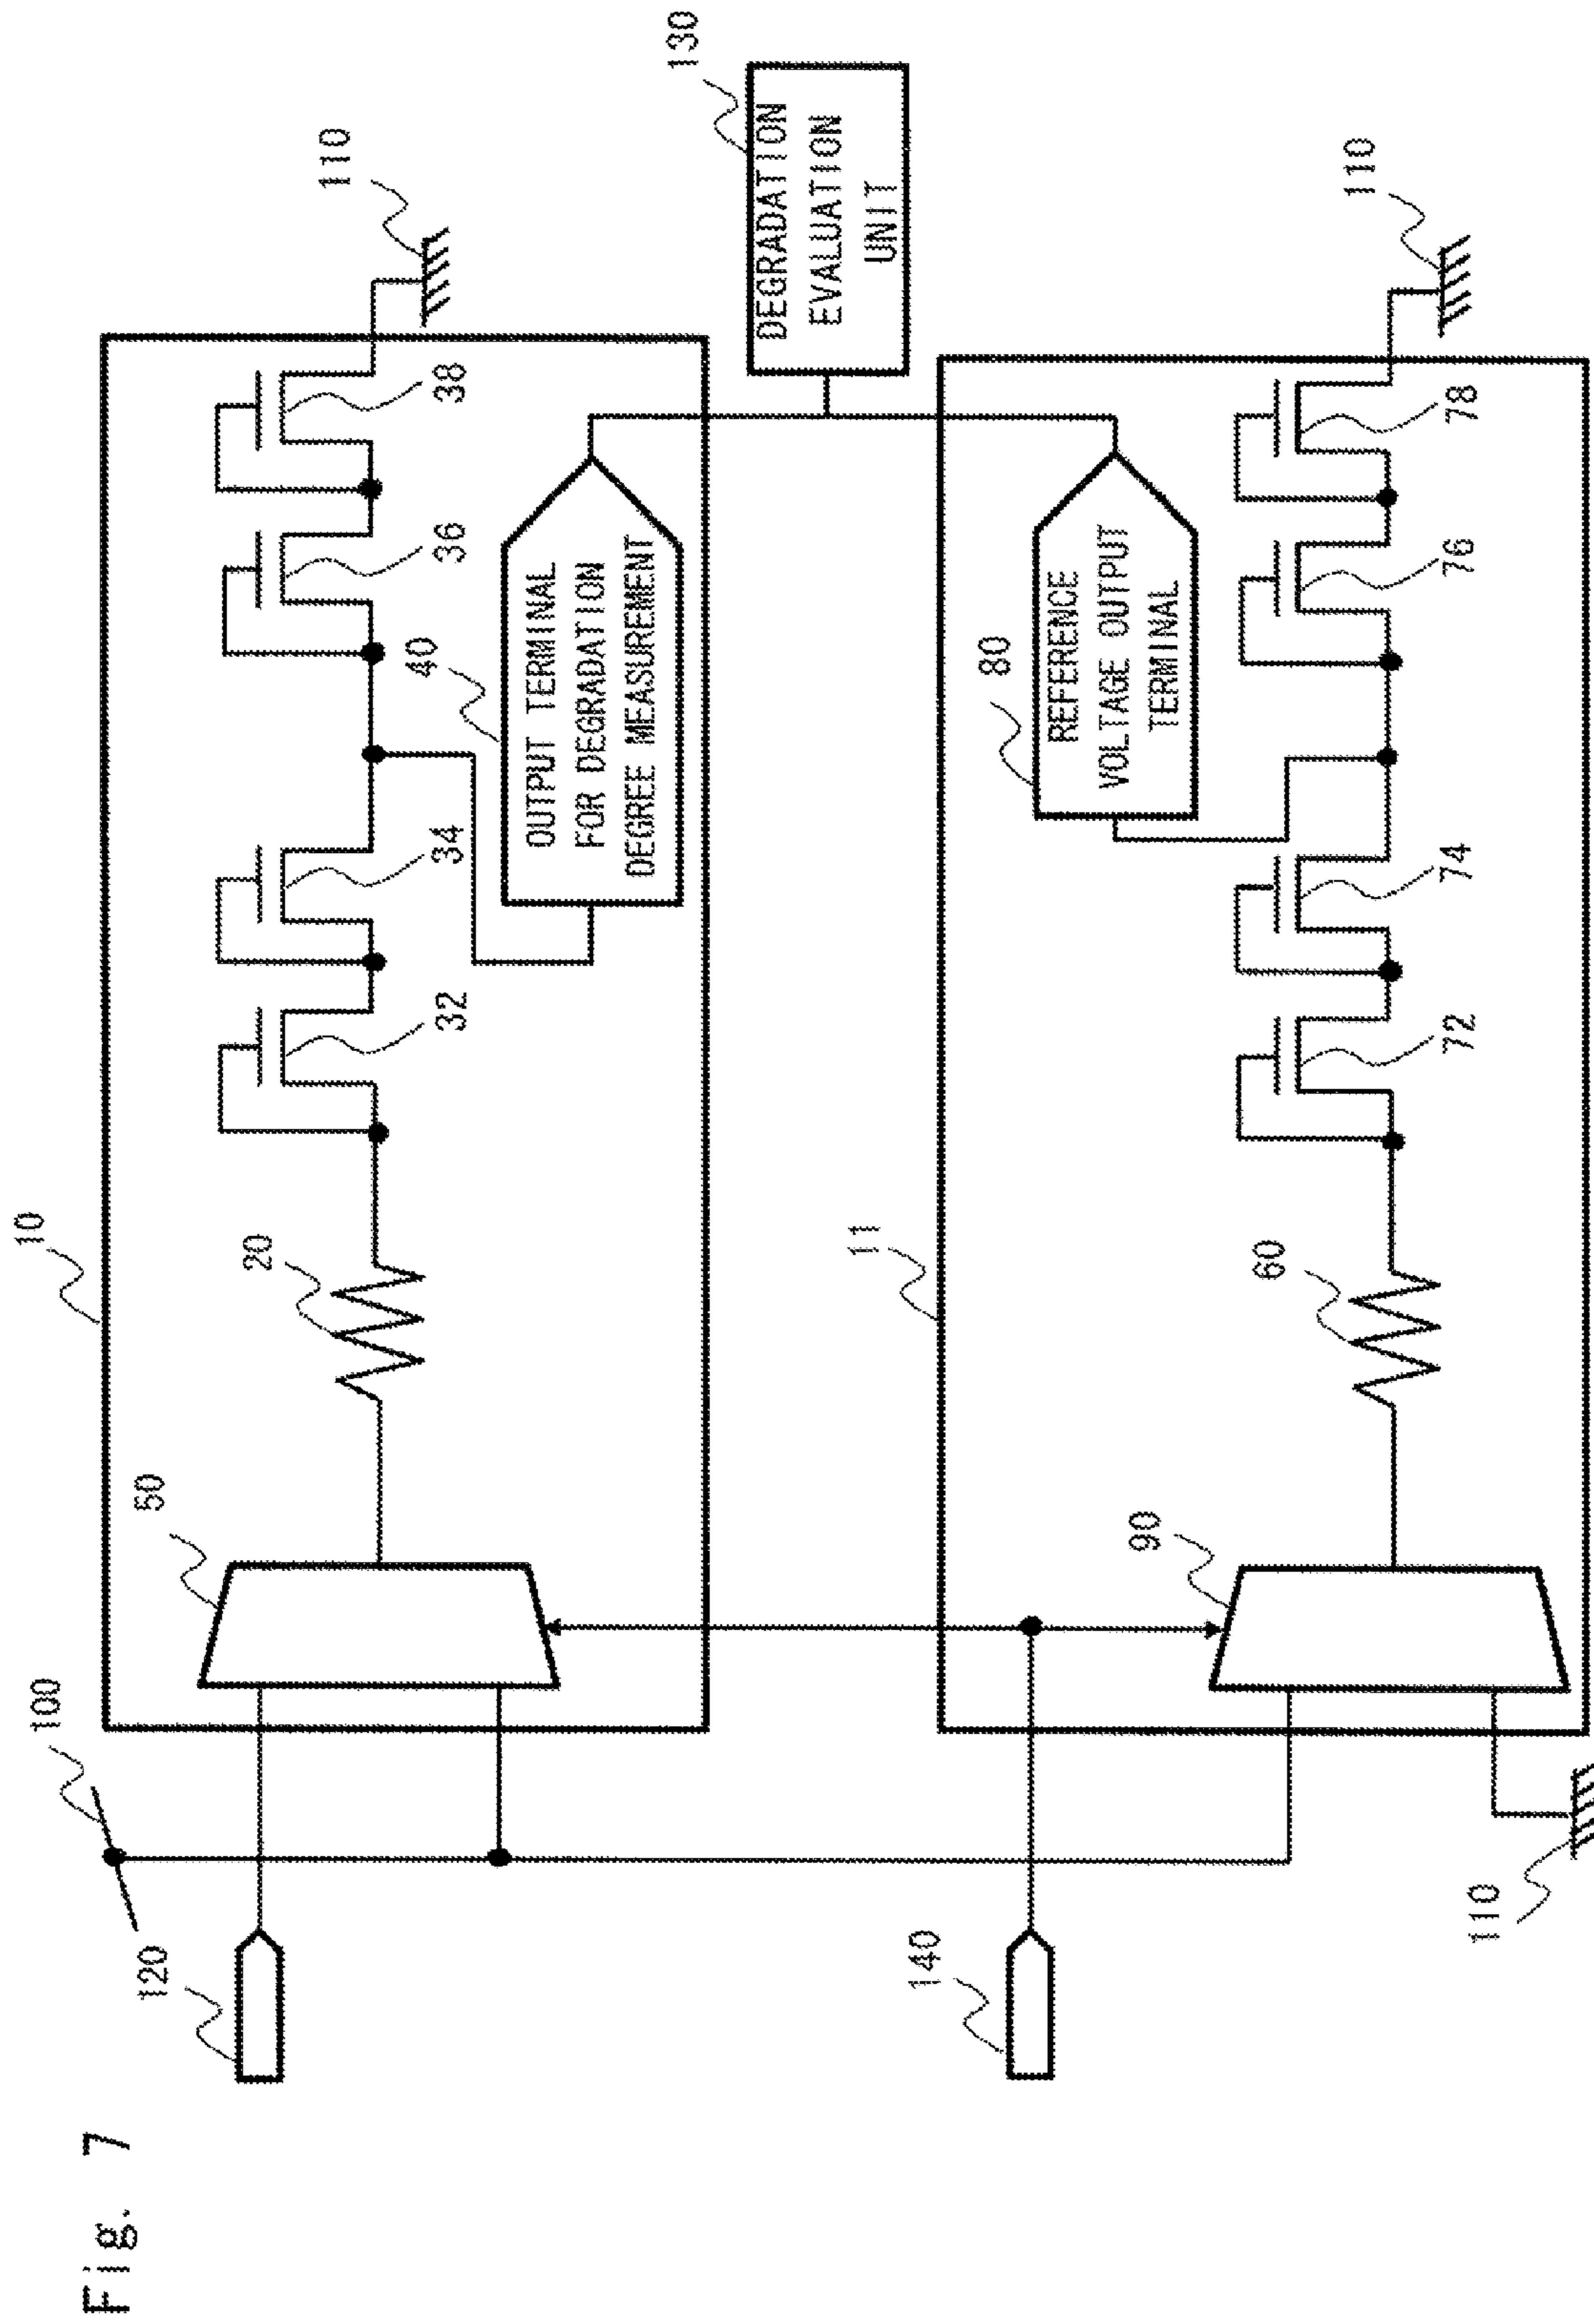 Fig. 7
100
120
50
10
20
32
34
36
38
110
40
OUTPUT TERMINAL
FOR DEGRADATION
DEGREE MEASUREMENT
130
DEGRADATION
EVALUATION
UNIT
140
11
80
REFERENCE
VOLTAGE OUTPUT
TERMINAL
90
60
72
74
76
78
110
110